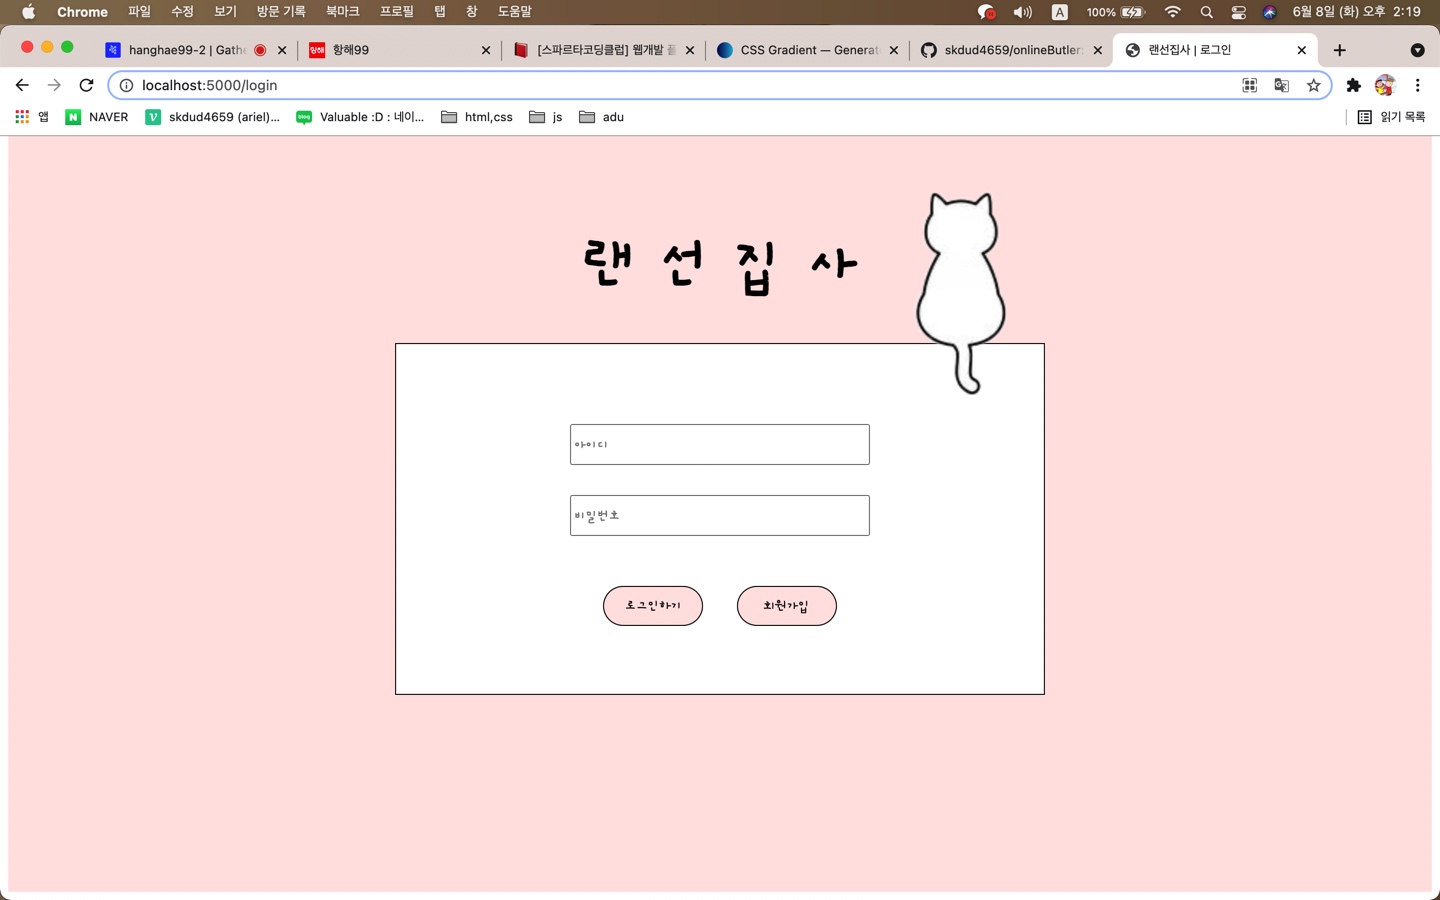 Chrome 파일 수정 보기 방문 기록 북마크 프로필 탭 창 도움말 A 100% 6월 8일 (화) 오후 2:19
hanghae99-2 | Gathe 항해99 [스파르타코딩클럽] 웹개발 플 CSS Gradient — Generat skdud4659/onlineButler: 랜선집사 | 로그인
localhost:5000/login
앱 NAVER skdud4659 (ariel)... Valuable :D : 네이... html,css js adu 읽기 목록
랜선집사
아이디
비밀번호
로그인하기 회원가입